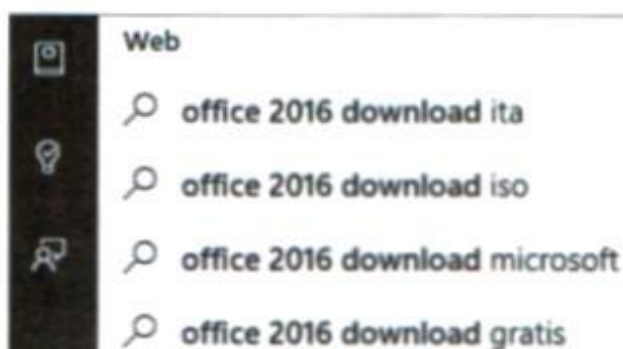 Web
office 2016 download ita
office 2016 download iso
office 2016 download microsoft
office 2016 download gratis